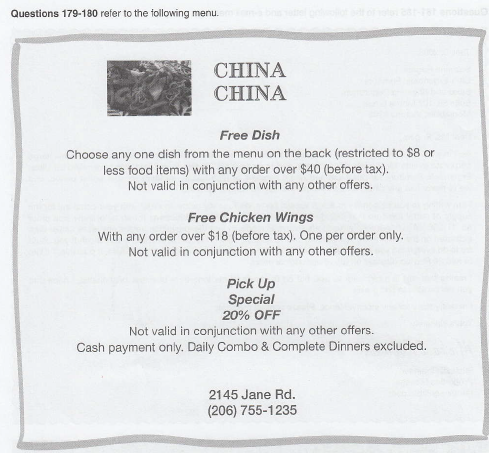 Questions 179-180 refer to the following menu.
CHINA
CHINA
Free Dish
Choose any one dish from the menu on the back (restricted to $8 or
less food items) with any order over $40 (before tax).
Not valid in conjunction with any other offers.
Free Chicken Wings
With any order over $18 (before tax). One per order only.
Not valid in conjunction with any other offers.
Pick Up
Special
20% OFF
Not valid in conjunction with any other offers.
Cash payment only. Daily Combo & Complete Dinners excluded.
2145 Jane Rd.
(206) 755-1235